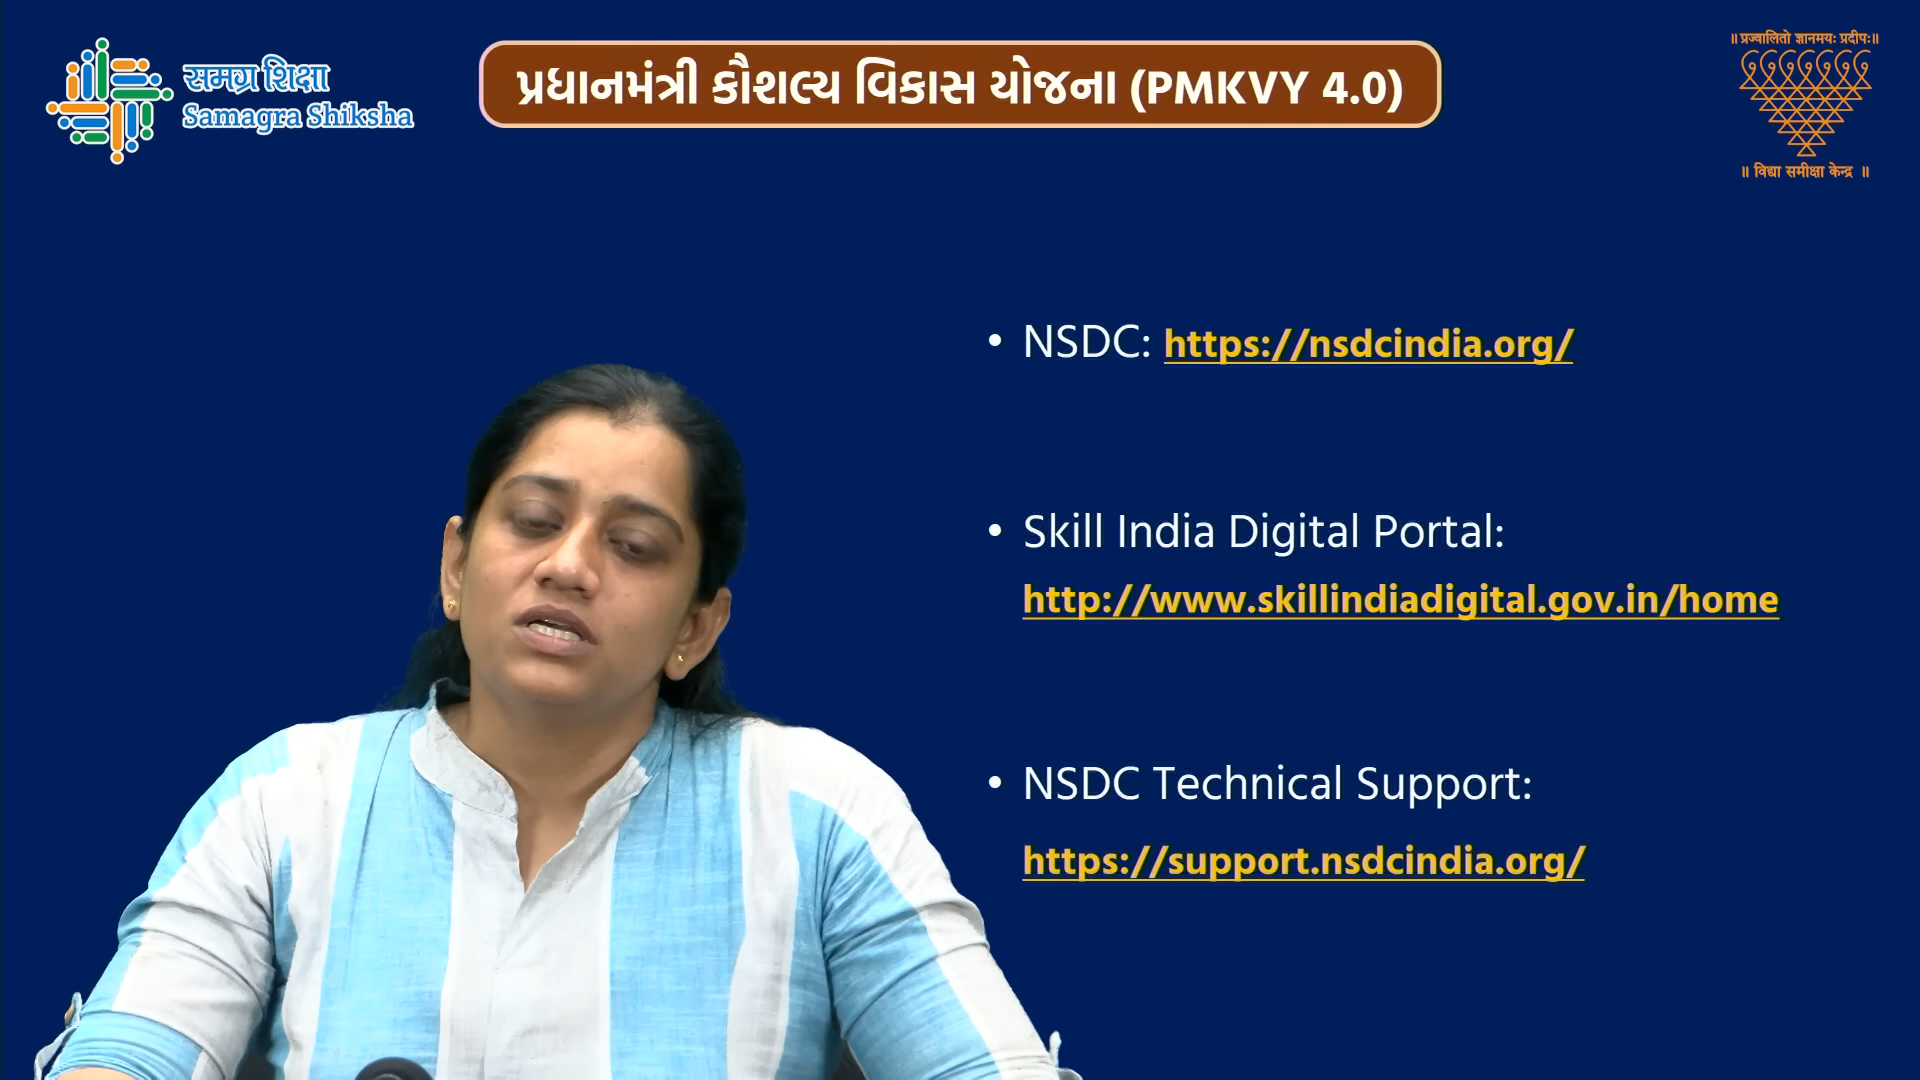 समग्र शिक्षा
Samagra Shiksha
પ્રધાનમંત્રી કૌશલ્ય વિકાસ યોજના (PMKVY 4.0)
॥ प्रज्वालितो ज्ञानमयः प्रदीपः॥
॥ विद्या समीक्षा केन्द्र ॥
• NSDC: https://nsdcindia.org/
• Skill India Digital Portal:
http://www.skillindiadigital.gov.in/home
• NSDC Technical Support:
https://support.nsdcindia.org/